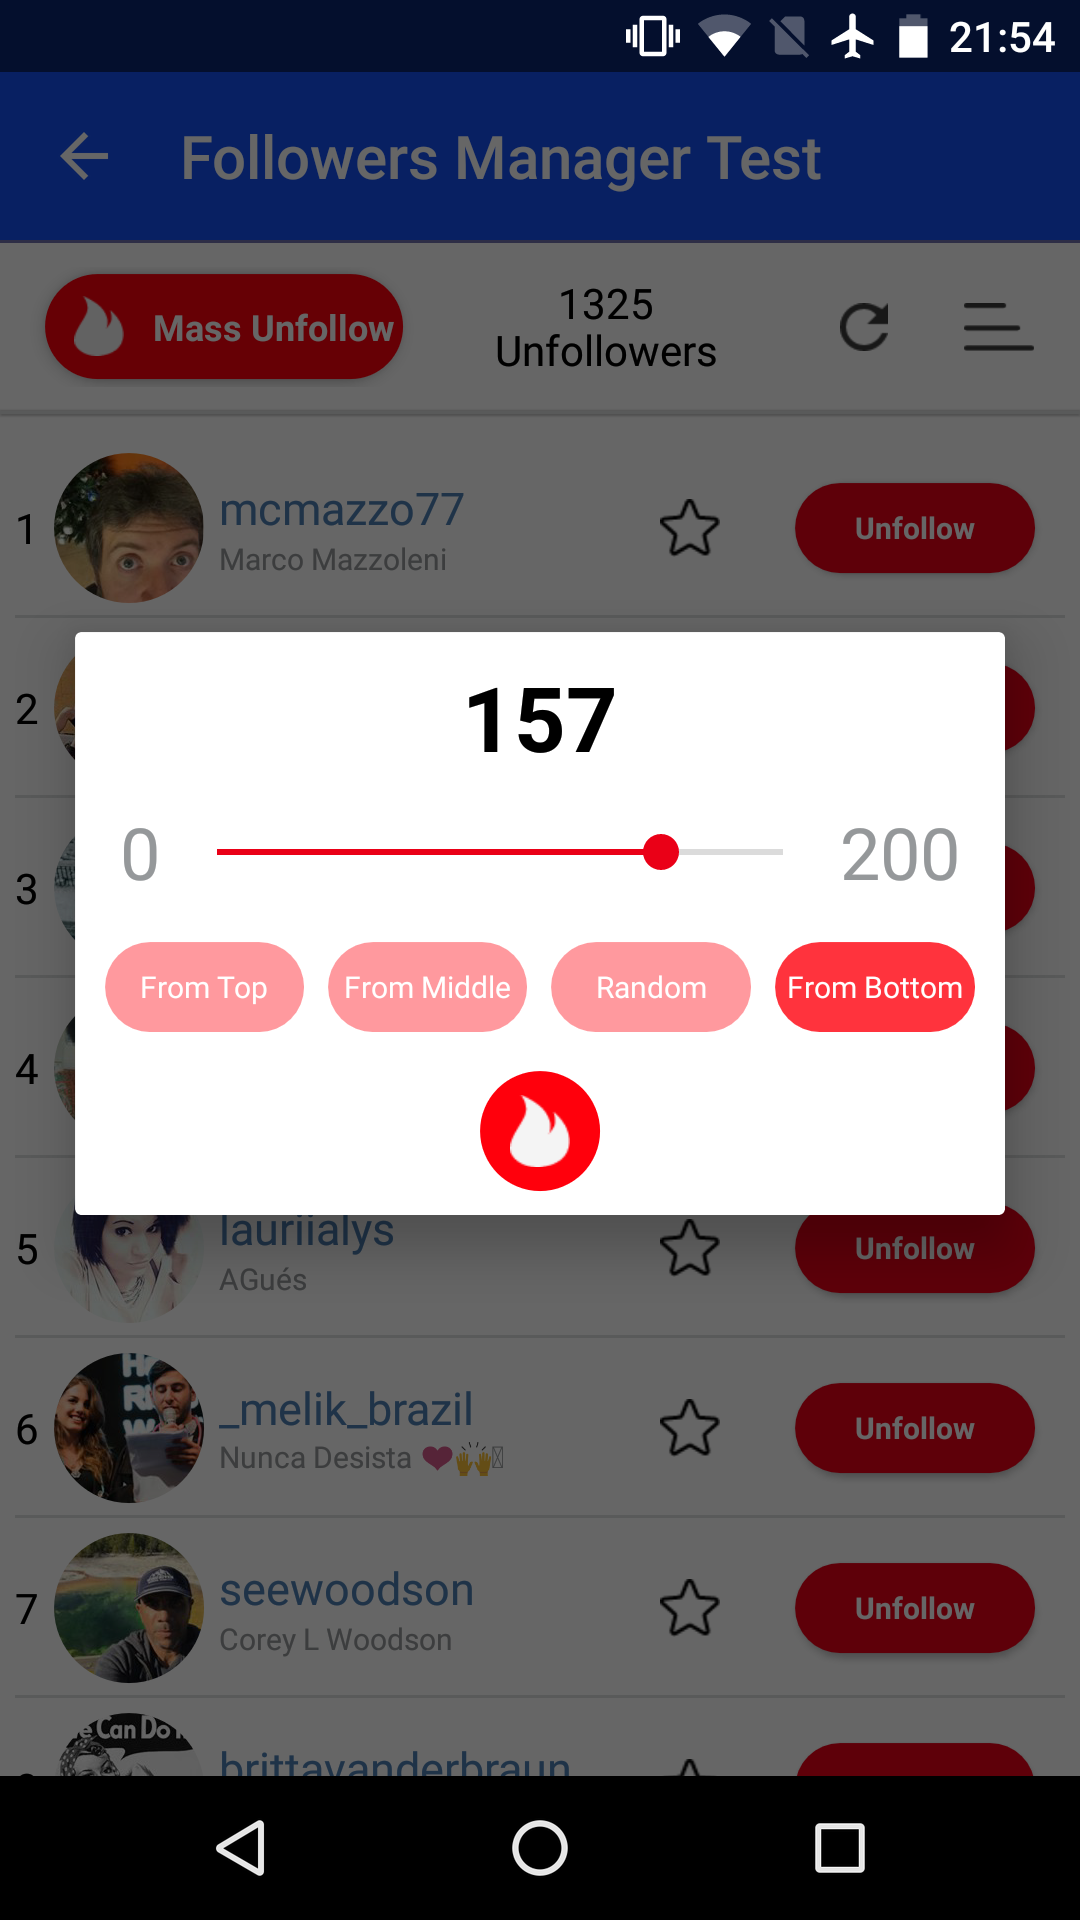 21:54
Followers Manager Test
Mass Unfollow
1325
Unfollowers
1
mcmazzo77
Marco Mazzoleni
Unfollow
2
157
0
200
3
From Top
From Middle
Random
From Bottom
4
5
lauriialys
AGués
Unfollow
6
_melik_brazil
Nunca Desista ❤🙌
Unfollow
7
seewoodson
Corey L Woodson
Unfollow
Can Do
brittavanderbraun